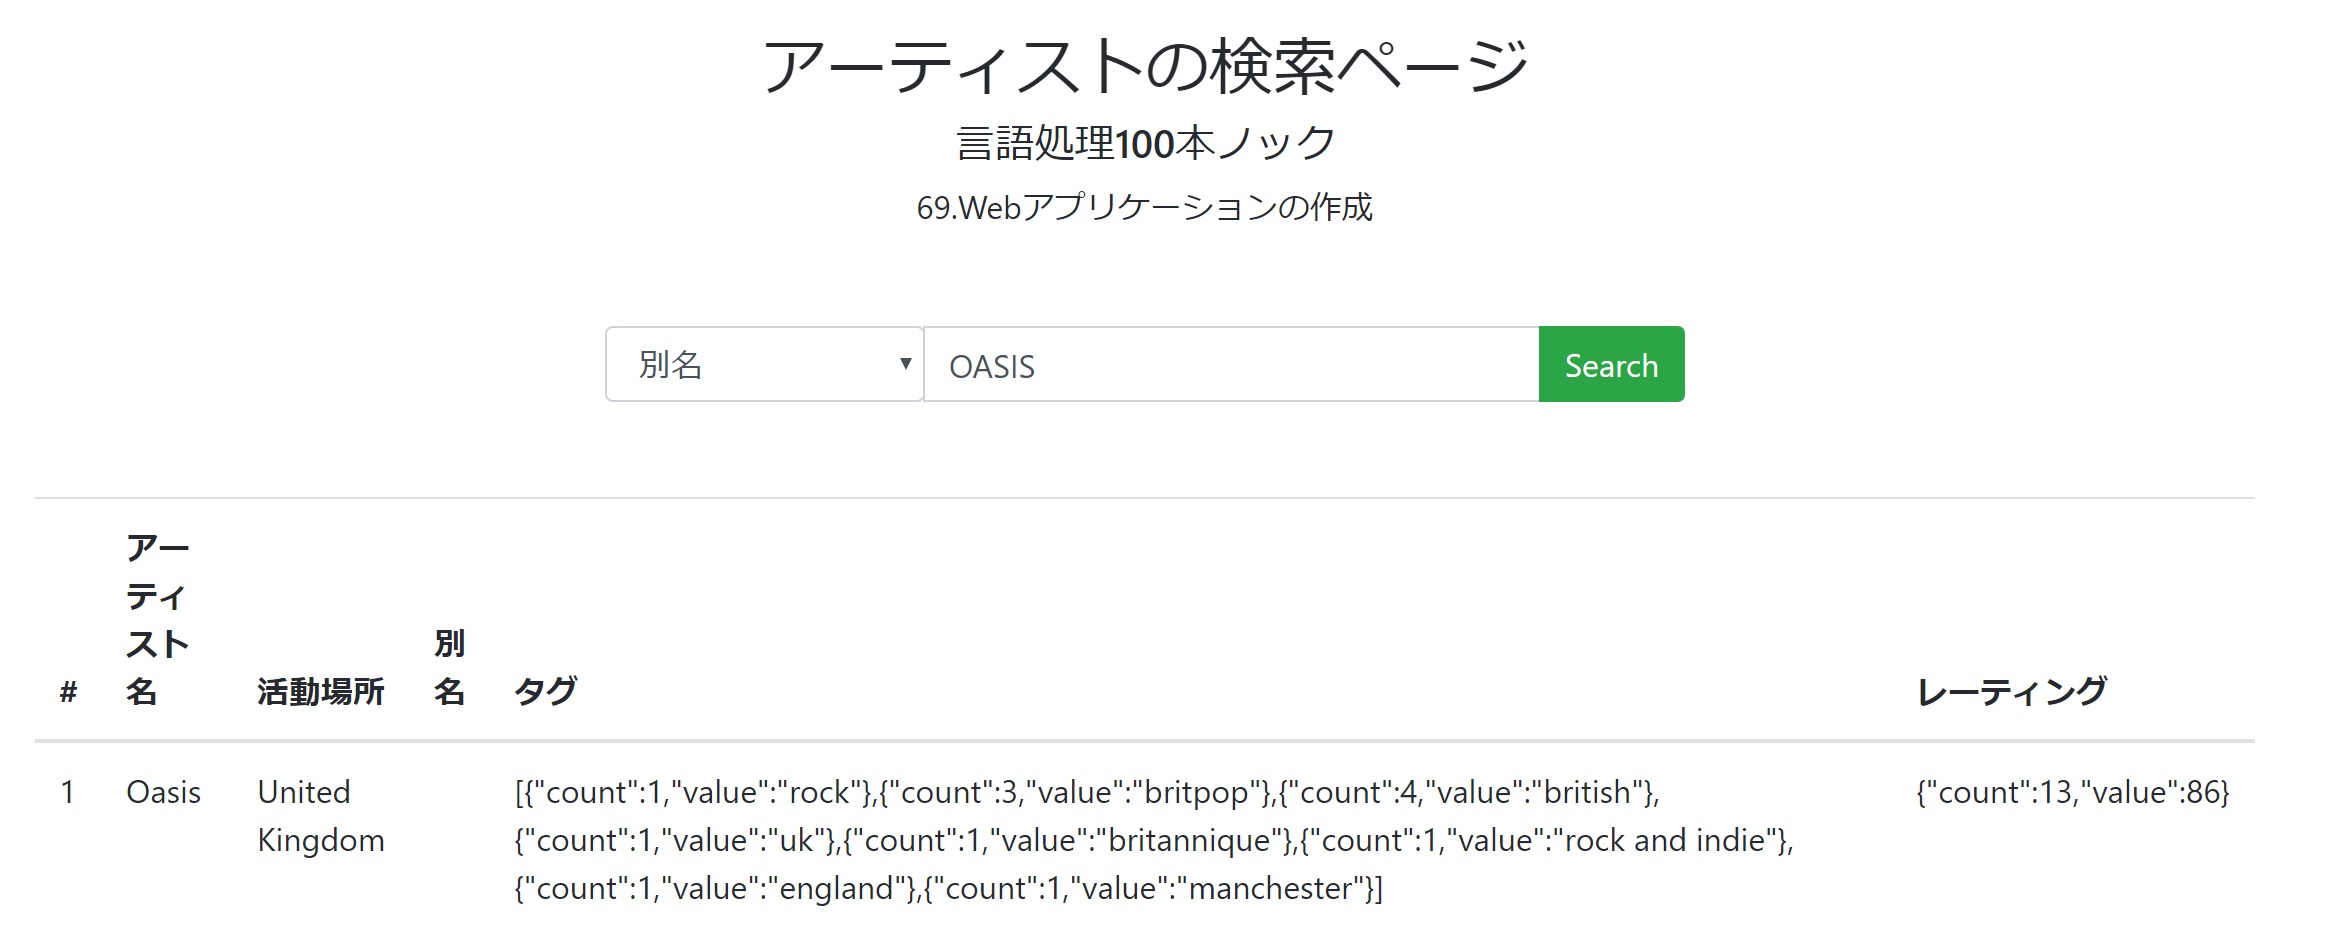 アーティストの検索ページ
言語処理100本ノック
69.Webアプリケーションの作成
別名 ▼ OASIS Search
# アーティスト名 活動場所 別名 タグ レーティング
1 Oasis United Kingdom [{"count":1,"value":"rock"},{"count":3,"value":"britpop"},{"count":4,"value":"british"}, {"count":13,"value":86}
{"count":1,"value":"uk"},{"count":1,"value":"britannique"},{"count":1,"value":"rock and indie"},
{"count":1,"value":"england"},{"count":1,"value":"manchester"}]